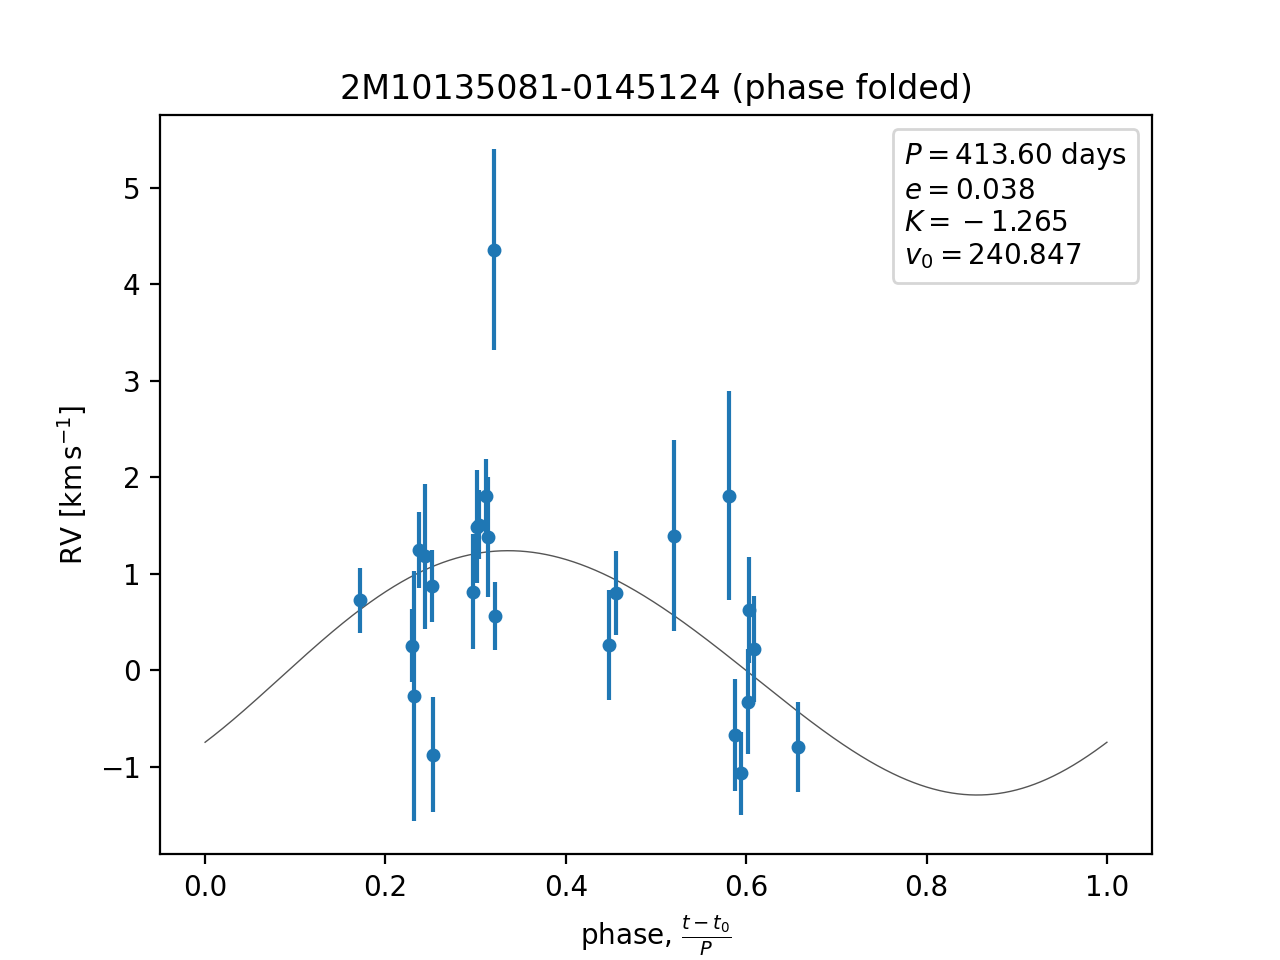 2M10135081-0145124 (phase folded)
P = 413.60 days
e = 0.038
K = −1.265
v₀ = 240.847
RV [km s⁻¹]
5
4
3
2
1
0
−1
0.0 0.2 0.4 0.6 0.8 1.0
phase, (t − t₀)/P